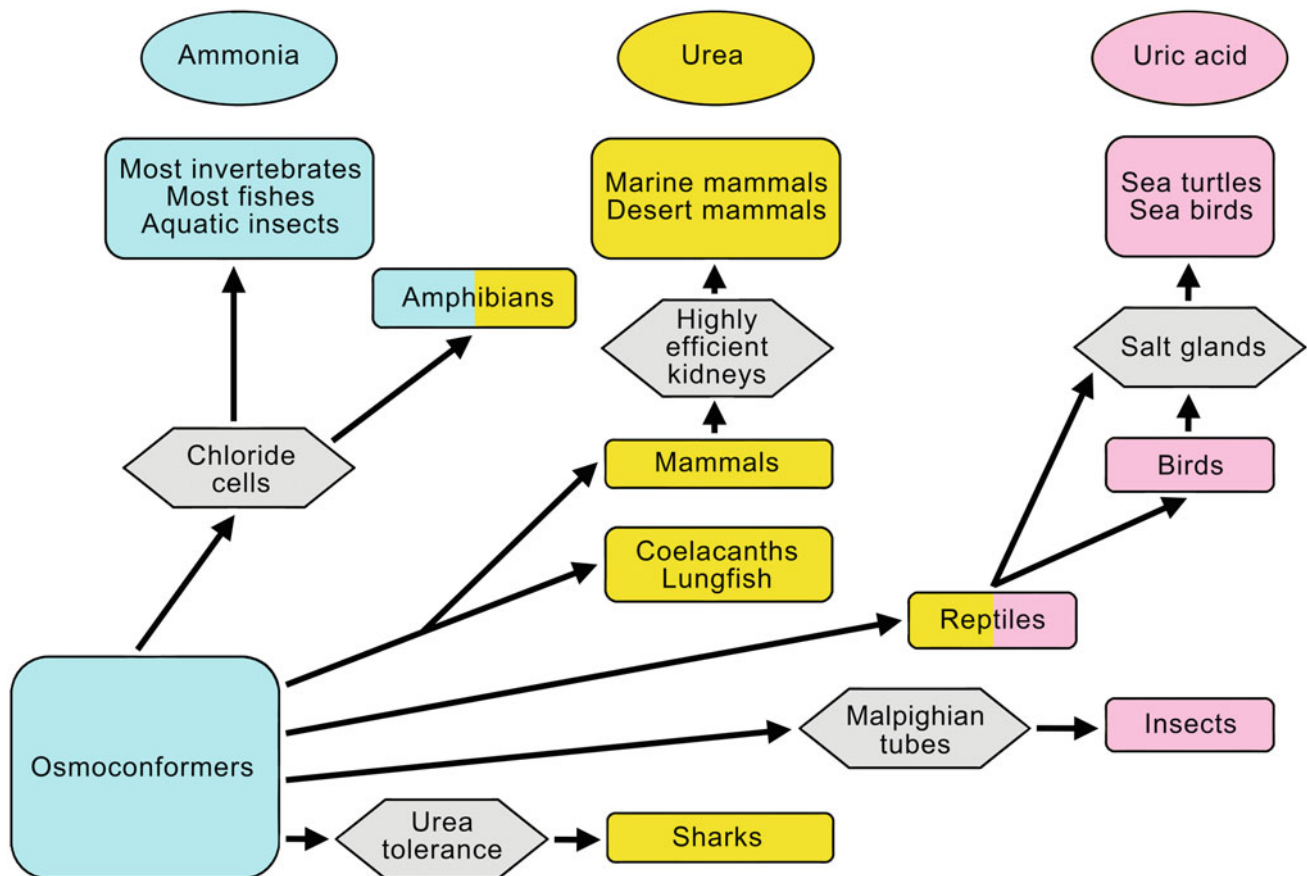 Ammonia
Urea
Uric acid
Most invertebrates
Most fishes
Aquatic insects
Marine mammals
Desert mammals
Sea turtles
Sea birds
Amphibians
Highly
efficient
kidneys
Salt glands
Chloride
cells
Mammals
Birds
Coelacanths
Lungfish
Reptiles
Malpighian
tubes
Insects
Osmoconformers
Urea
tolerance
Sharks